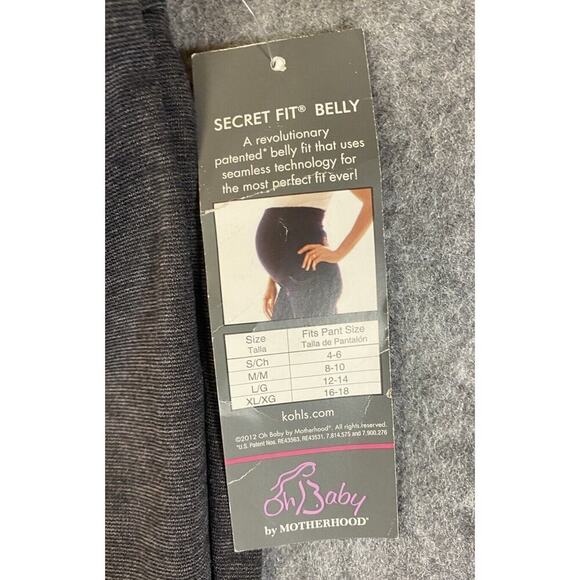 SECRET FIT® BELLY
A revolutionary
patented* belly fit that uses
seamless technology for
the most perfect fit ever!
Size Fits Pant Size
Talla Talla de Pantalón
S/Ch 4-6
M/M 8-10
L/G 12-14
XL/XG 16-18
kohls.com
©2012 Oh Baby by Motherhood®. All rights reserved.
*U.S. Patent Nos. RE43563, RE43531, 7,814,575 and 7,900,276
Oh Baby
by MOTHERHOOD®